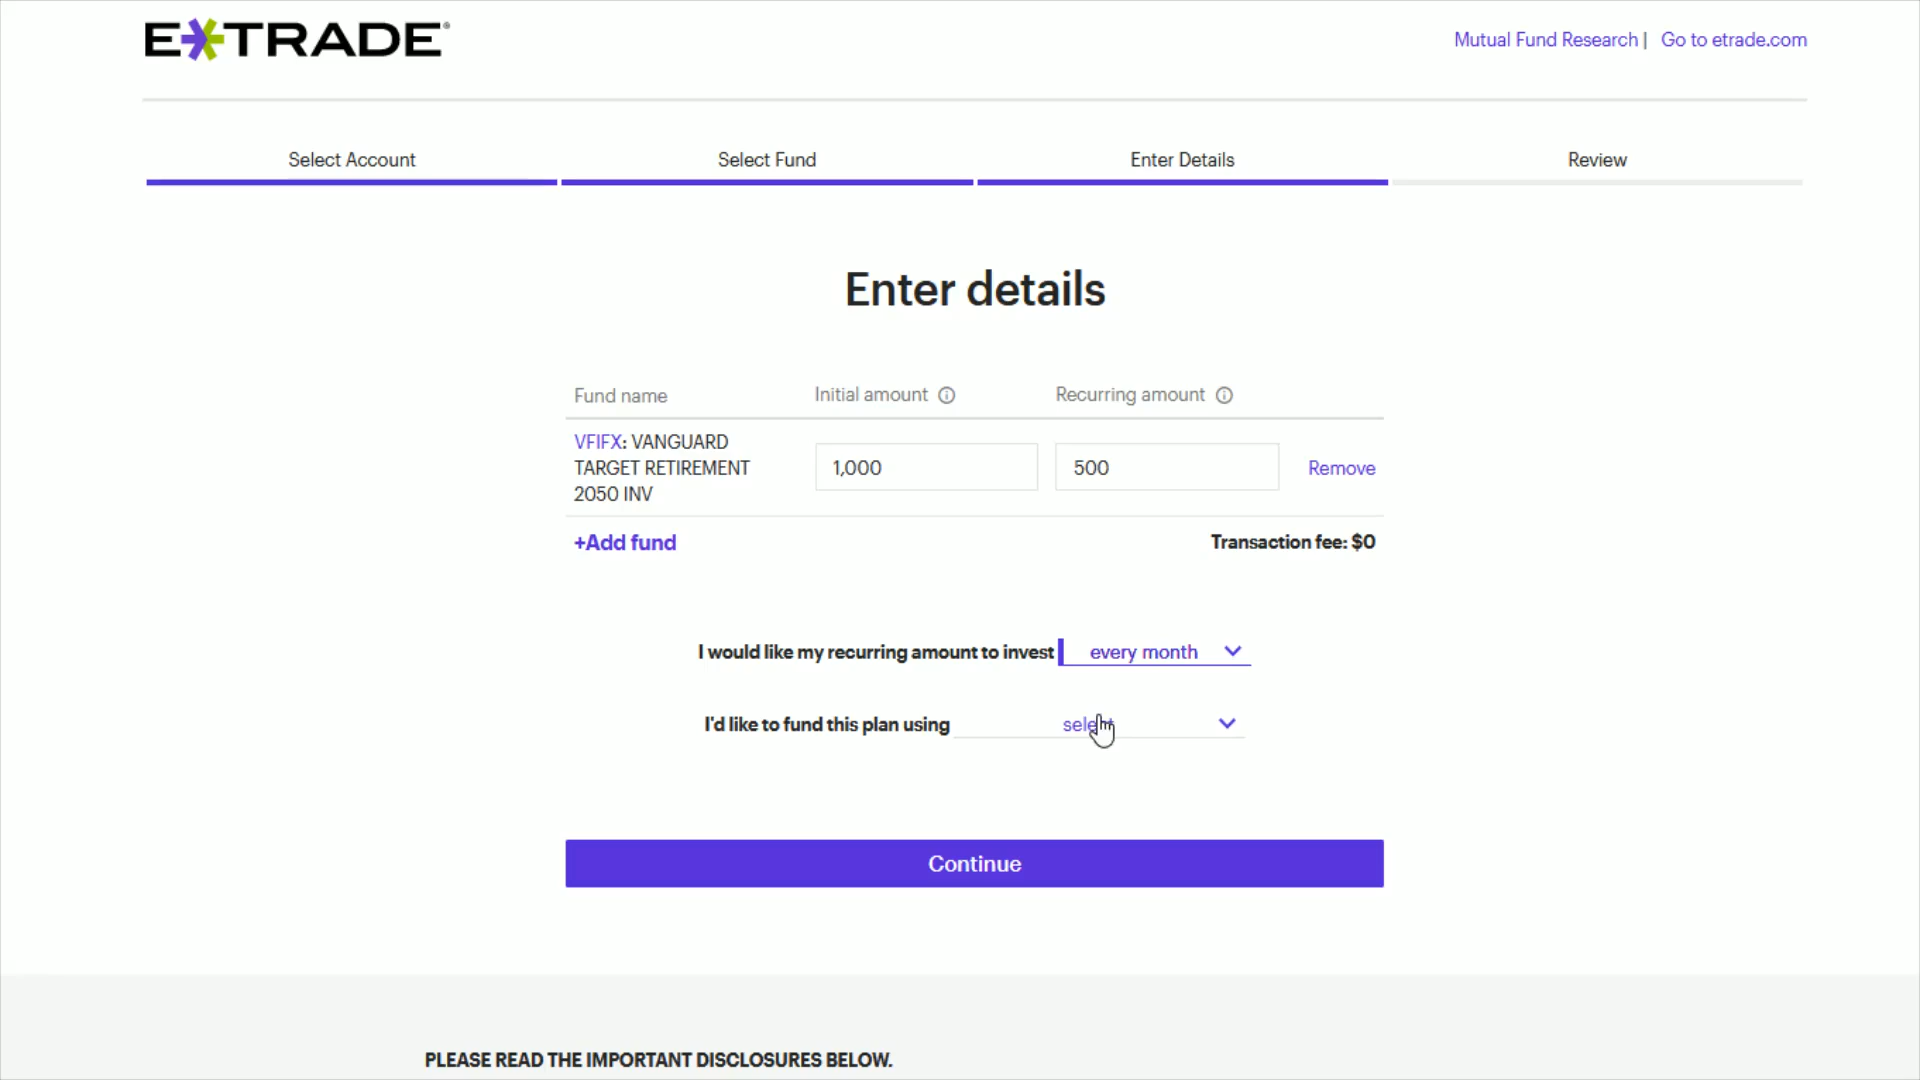 E*TRADE®
Mutual Fund Research | Go to etrade.com
Select Account Select Fund Enter Details Review
Enter details
Fund name Initial amount Recurring amount
VFIFX: VANGUARD
TARGET RETIREMENT
2050 INV
1,000 500 Remove
+Add fund Transaction fee: $0
I would like my recurring amount to invest every month
I'd like to fund this plan using select
Continue
PLEASE READ THE IMPORTANT DISCLOSURES BELOW.